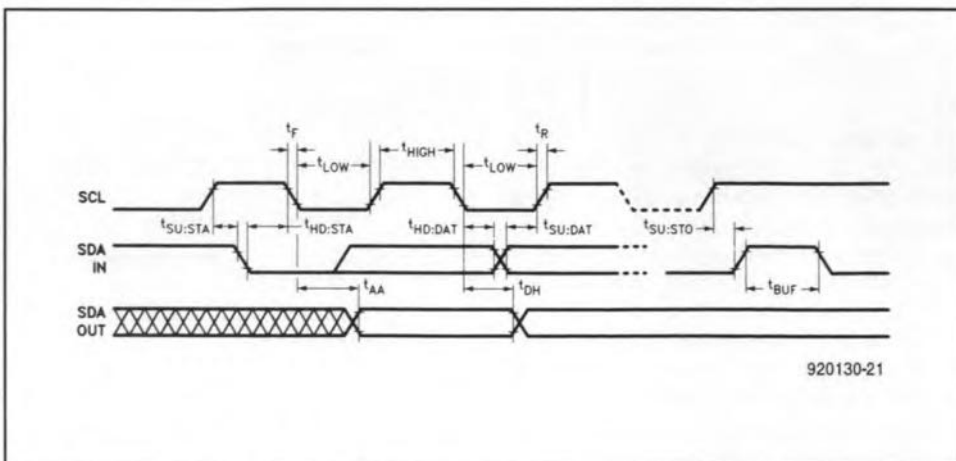 tF
tR
tLOW
tHIGH
tLOW
SCL
tSU:STA
tHD:STA
tHD:DAT
tSU:DAT
tSU:STO
SDA
IN
tAA
tDH
tBUF
SDA
OUT
920130-21